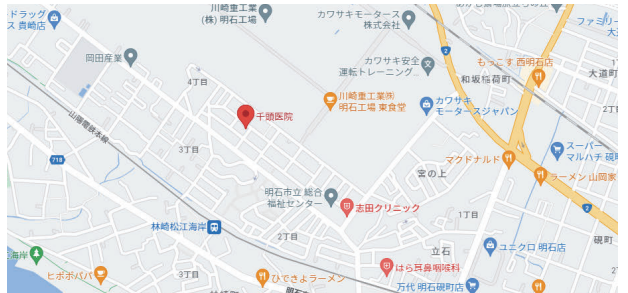 ドラッグ
ス 貴崎店
川崎重工業
(株) 明石工場
カワサキモータース
株式会社
ファミリー
大道
岡田産業
カワサキ安全
運転トレーニング...
2
もっこす 西明石店
和坂稲荷町
大道町
4丁目
千頭医院
川崎重工業㈱
明石工場 東食堂
カワサキ
モータースジャパン
山陽電鉄本線
3丁目
718
マクドナルド
スーパー
マルハチ 硯町
宮の上
ラーメン 山岡家
明石市立 総合
福祉センター
志田クリニック
林崎松江海岸
1丁目
2
硯町
2丁目
立石
ユニクロ 明石店
海岸
ヒポポパパ
3丁目
ひできよラーメン
はら耳鼻咽喉科
万代 明石硯町店